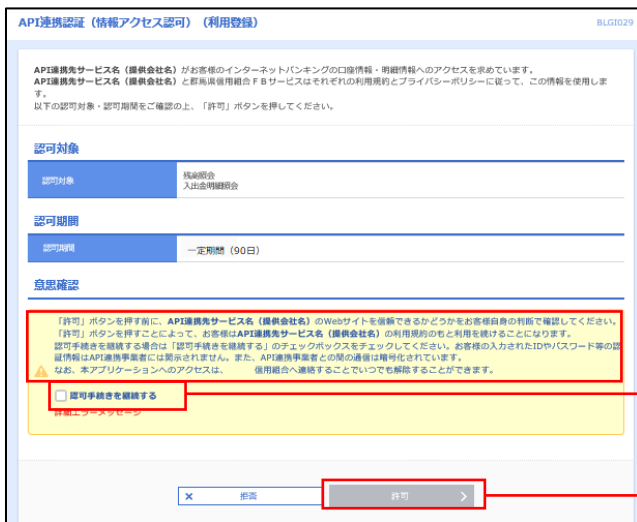 API連携認証（情報アクセス認可）（利用登録）
BLGI029
API連携先サービス名（提供会社名）がお客様のインターネットバンキングの口座情報・明細情報へのアクセスを求めています。
API連携先サービス名（提供会社名）と群馬県信用組合ＦＢサービスはそれぞれの利用規約とプライバシーポリシーに従って、この情報を使用しま
す。
以下の認可対象・認可期間をご確認の上、「許可」ボタンを押してください。
認可対象
認可対象
残高照会
入出金明細照会
認可期間
認可期間
一定期間（90日）
意思確認
「許可」ボタンを押す前に、API連携先サービス名（提供会社名）のWebサイトを信頼できるかどうかをお客様自身の判断で確認してください。
「許可」ボタンを押すことによって、お客様はAPI連携先サービス名（提供会社名）の利用規約のもと利用を続けることになります。
認可手続きを継続する場合は「認可手続きを継続する」のチェックボックスをチェックしてください。お客様の入力されたIDやパスワード等の認
証情報はAPI連携事業者には開示されません。また、API連携事業者との間の通信は暗号化されています。
なお、本アプリケーションへのアクセスは、 信用組合へ連絡することでいつでも解除することができます。
認可手続きを継続する
詳細エラーメッセージ
拒否
許可